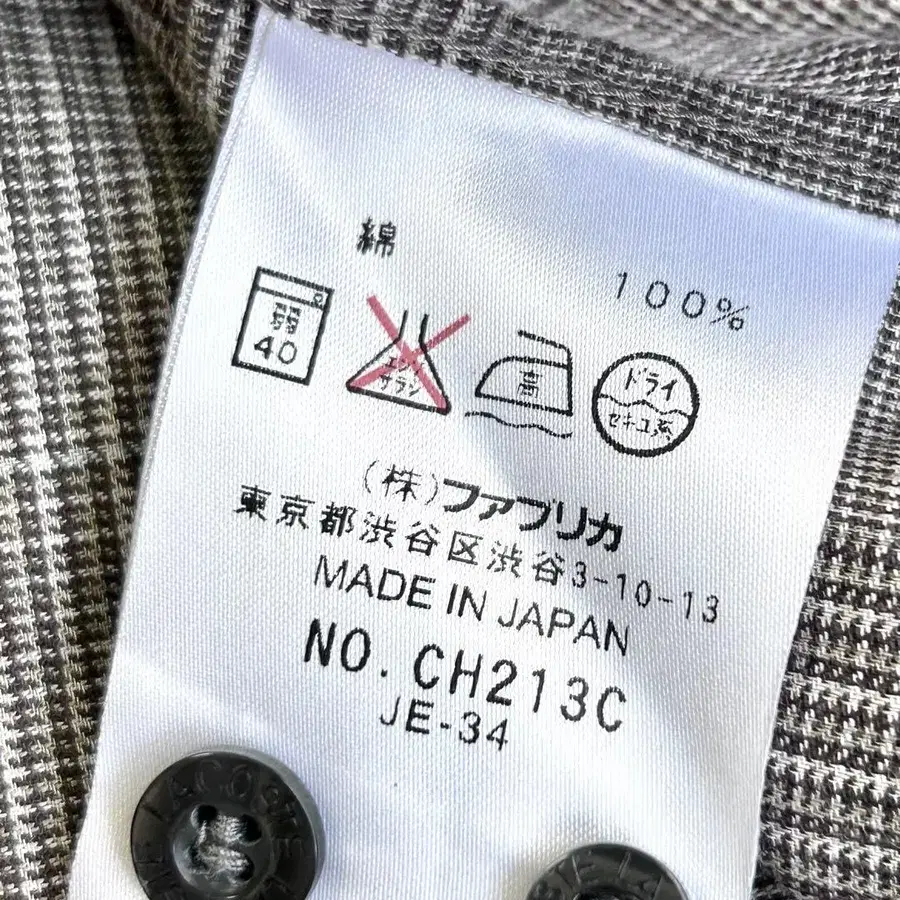 綿
100%
弱
40
エンソ
サラシ
高
ドライ
セキユ系
(株)ファブリカ
東京都渋谷区渋谷3-10-13
MADE IN JAPAN
NO. CH213C
JE-34
LACOSTE